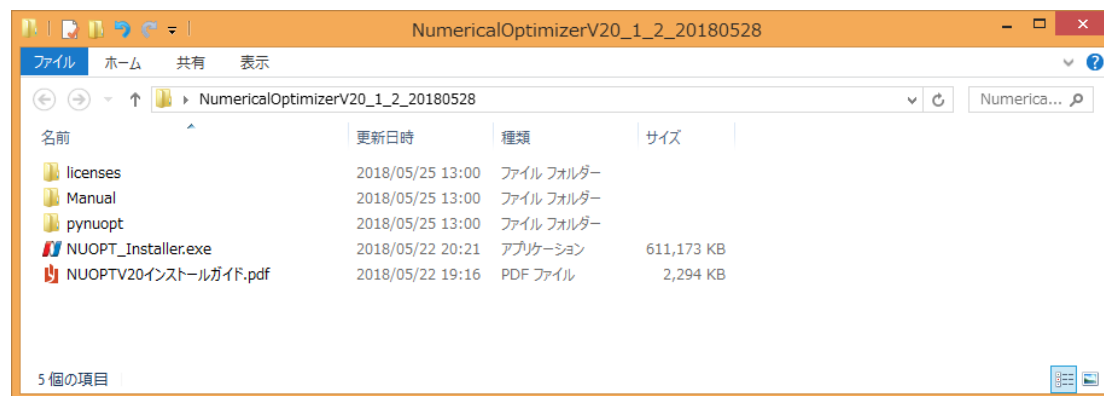 NumericalOptimizerV20_1_2_20180528
ファイル ホーム 共有 表示
NumericalOptimizerV20_1_2_20180528 Numerica...
名前 更新日時 種類 サイズ
licenses 2018/05/25 13:00 ファイル フォルダー
Manual 2018/05/25 13:00 ファイル フォルダー
pynuopt 2018/05/25 13:00 ファイル フォルダー
NUOPT_Installer.exe 2018/05/22 20:21 アプリケーション 611,173 KB
NUOPTV20インストールガイド.pdf 2018/05/22 19:16 PDF ファイル 2,294 KB
5 個の項目